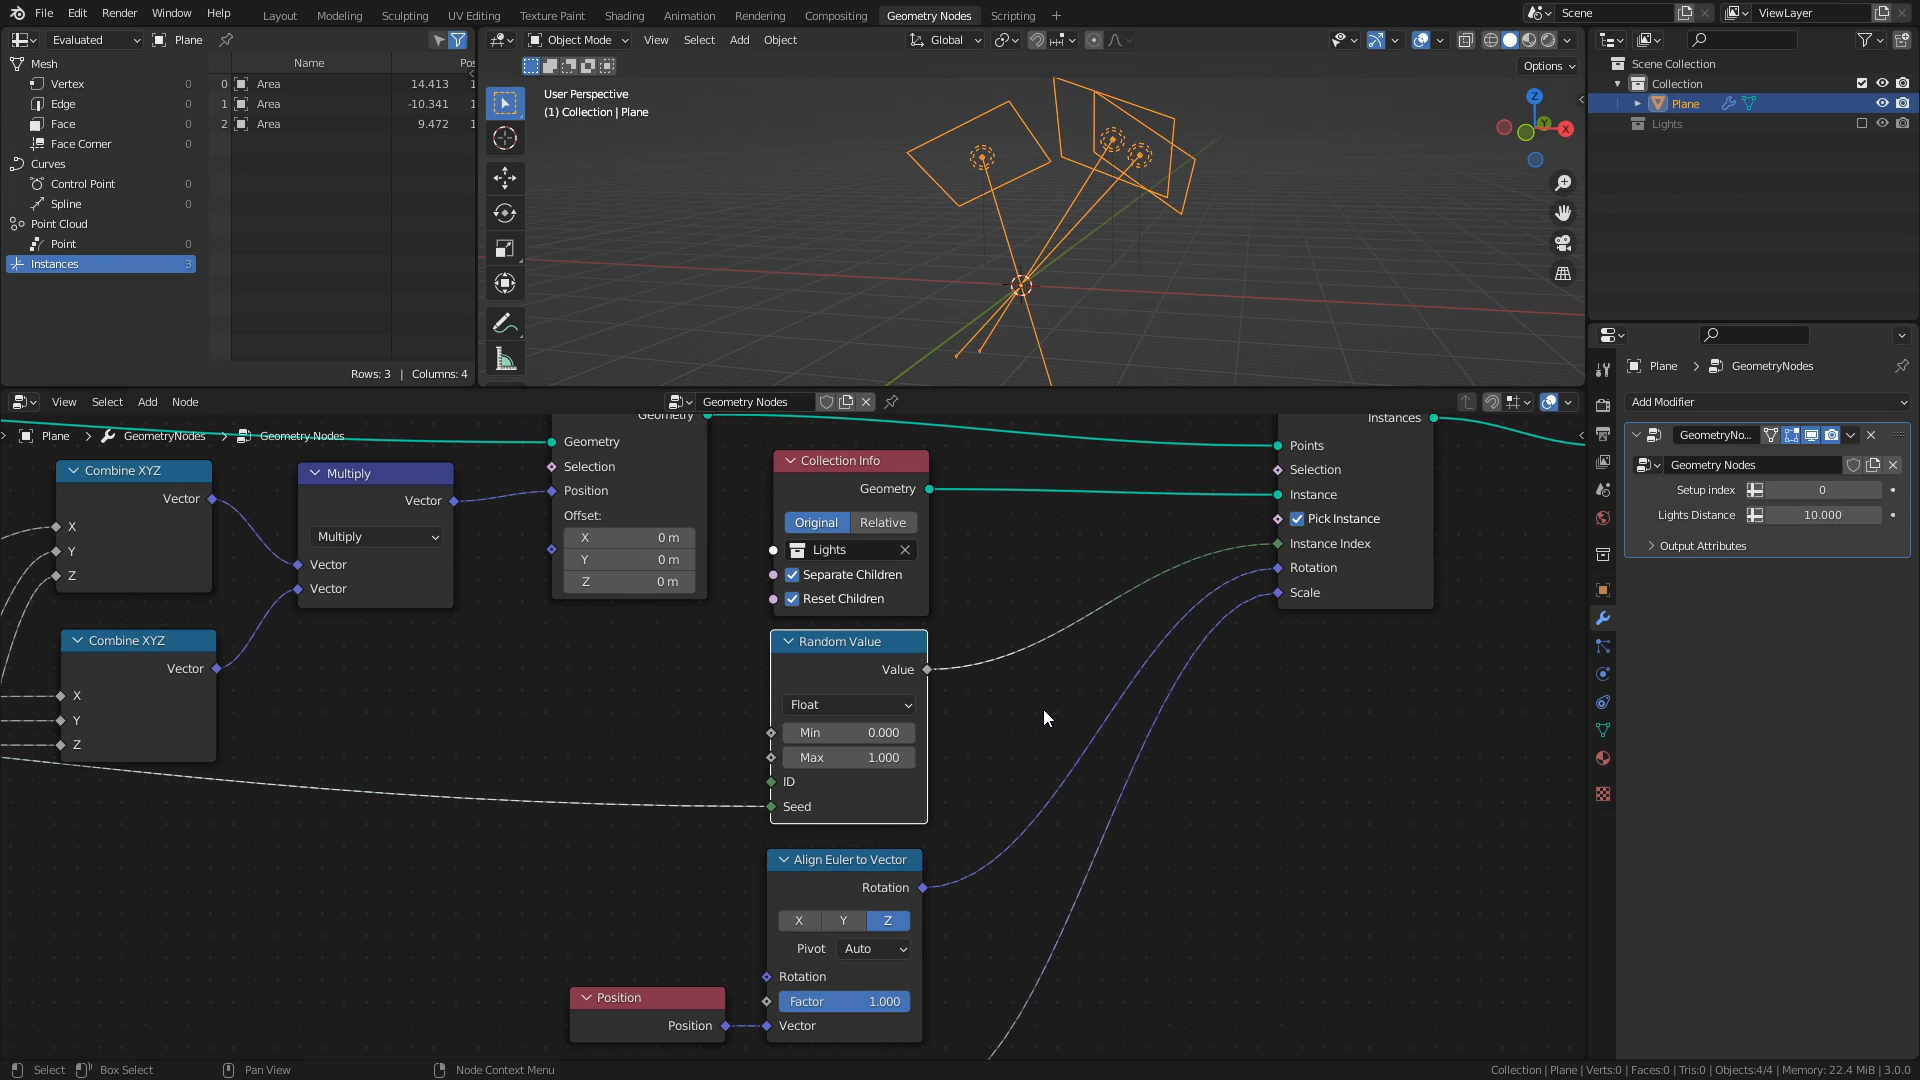 File Edit Render Window Help Layout Modeling Sculpting UV Editing Texture Paint Shading Animation Rendering Compositing Geometry Nodes Scripting + Scene ViewLayer
Evaluated Plane
Object Mode View Select Add Object Global
Options
Mesh
Vertex 0
Edge 0
Face 0
Face Corner 0
Curves
Control Point 0
Spline 0
Point Cloud
Point 0
Instances 3
Name Pos
0 Area 14.413 1
1 Area -10.341 1
2 Area 9.472 1
Rows: 3 | Columns: 4
User Perspective
(1) Collection | Plane
Z
Y
X
Scene Collection
Collection
Plane
Lights
View Select Add Node Geometry Nodes
Plane GeometryNodes Geometry Nodes
Combine XYZ
Vector
X
Y
Z
Multiply
Vector
Multiply
Vector
Vector
Combine XYZ
Vector
X
Y
Z
Geometry
Geometry
Selection
Position
Offset:
X 0 m
Y 0 m
Z 0 m
Collection Info
Geometry
Original Relative
Lights
Separate Children
Reset Children
Random Value
Value
Float
Min 0.000
Max 1.000
ID
Seed
Align Euler to Vector
Rotation
X Y Z
Pivot Auto
Rotation
Factor 1.000
Vector
Position
Position
Instances
Points
Selection
Instance
Pick Instance
Instance Index
Rotation
Scale
Plane GeometryNodes
Add Modifier
GeometryNo...
Geometry Nodes
Setup index 0
Lights Distance 10.000
Output Attributes
Select Box Select Pan View Node Context Menu
Collection | Plane | Verts:0 | Faces:0 | Tris:0 | Objects:4/4 | Memory: 22.4 MiB | 3.0.0